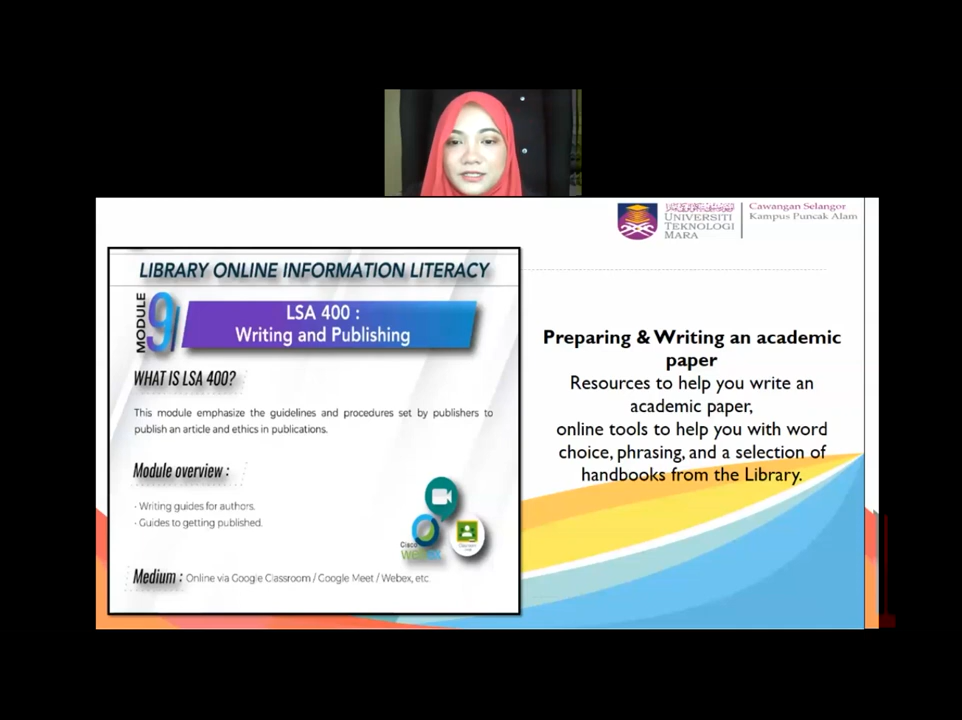 UNIVERSITI
TEKNOLOGI
MARA
Cawangan Selangor
Kampus Puncak Alam
LIBRARY ONLINE INFORMATION LITERACY
MODULE 9
LSA 400 :
Writing and Publishing
WHAT IS LSA 400?
This module emphasize the guidelines and procedures set by publishers to
publish an article and ethics in publications.
Module overview :
· Writing guides for authors.
· Guides to getting published.
Cisco
webex
Medium : Online via Google Classroom / Google Meet / Webex, etc.
Preparing & Writing an academic
paper
Resources to help you write an
academic paper,
online tools to help you with word
choice, phrasing, and a selection of
handbooks from the Library.